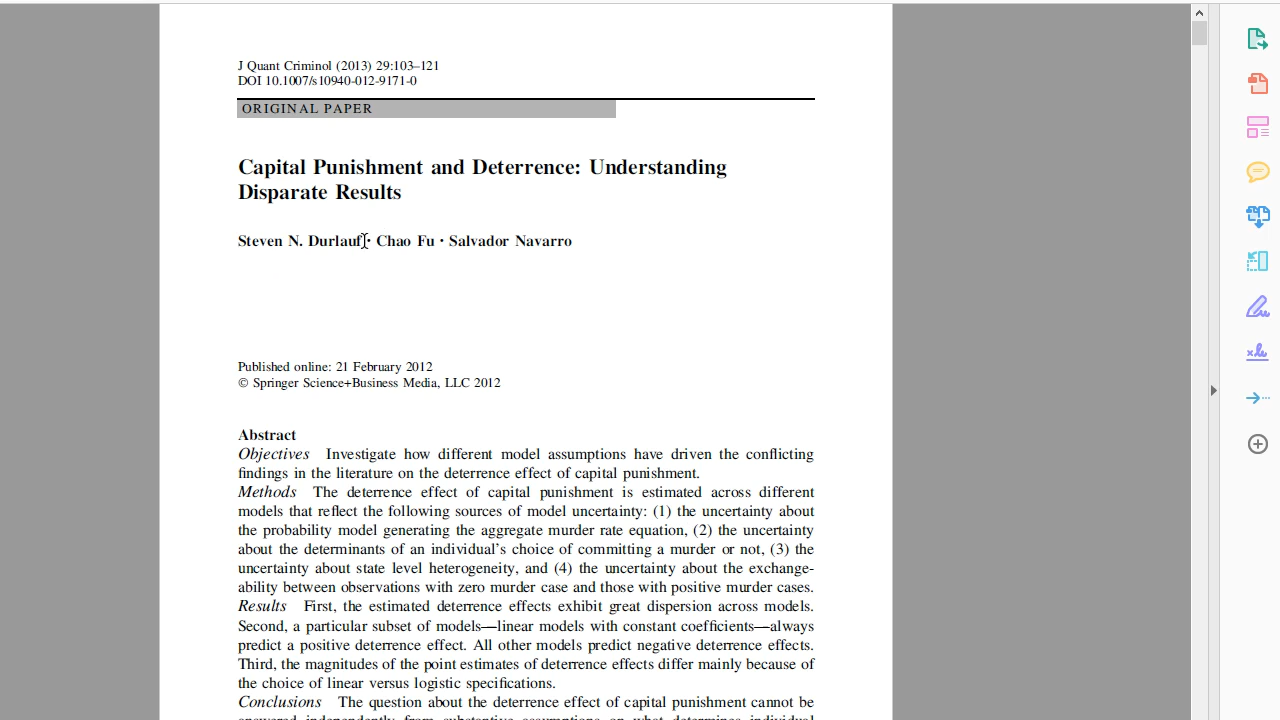 J Quant Criminol (2013) 29:103–121
DOI 10.1007/s10940-012-9171-0
ORIGINAL PAPER
Capital Punishment and Deterrence: Understanding
Disparate Results
Steven N. Durlauf · Chao Fu · Salvador Navarro
Published online: 21 February 2012
© Springer Science+Business Media, LLC 2012
Abstract
Objectives Investigate how different model assumptions have driven the conflicting
findings in the literature on the deterrence effect of capital punishment.
Methods The deterrence effect of capital punishment is estimated across different
models that reflect the following sources of model uncertainty: (1) the uncertainty about
the probability model generating the aggregate murder rate equation, (2) the uncertainty
about the determinants of an individual's choice of committing a murder or not, (3) the
uncertainty about state level heterogeneity, and (4) the uncertainty about the exchange-
ability between observations with zero murder case and those with positive murder cases.
Results First, the estimated deterrence effects exhibit great dispersion across models.
Second, a particular subset of models—linear models with constant coefficients—always
predict a positive deterrence effect. All other models predict negative deterrence effects.
Third, the magnitudes of the point estimates of deterrence effects differ mainly because of
the choice of linear versus logistic specifications.
Conclusions The question about the deterrence effect of capital punishment cannot be
answered independently from substantive assumptions on what determines individual